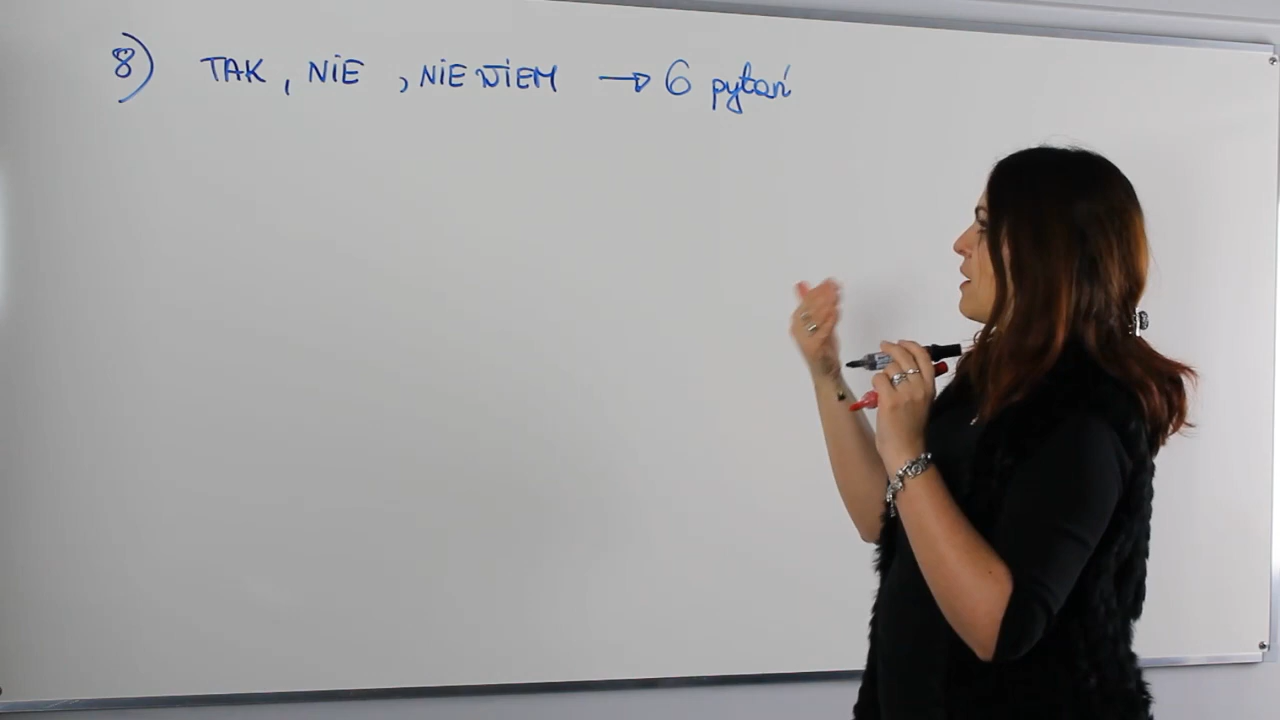 8) TAK, NIE, NIE WIEM → 6 pytań